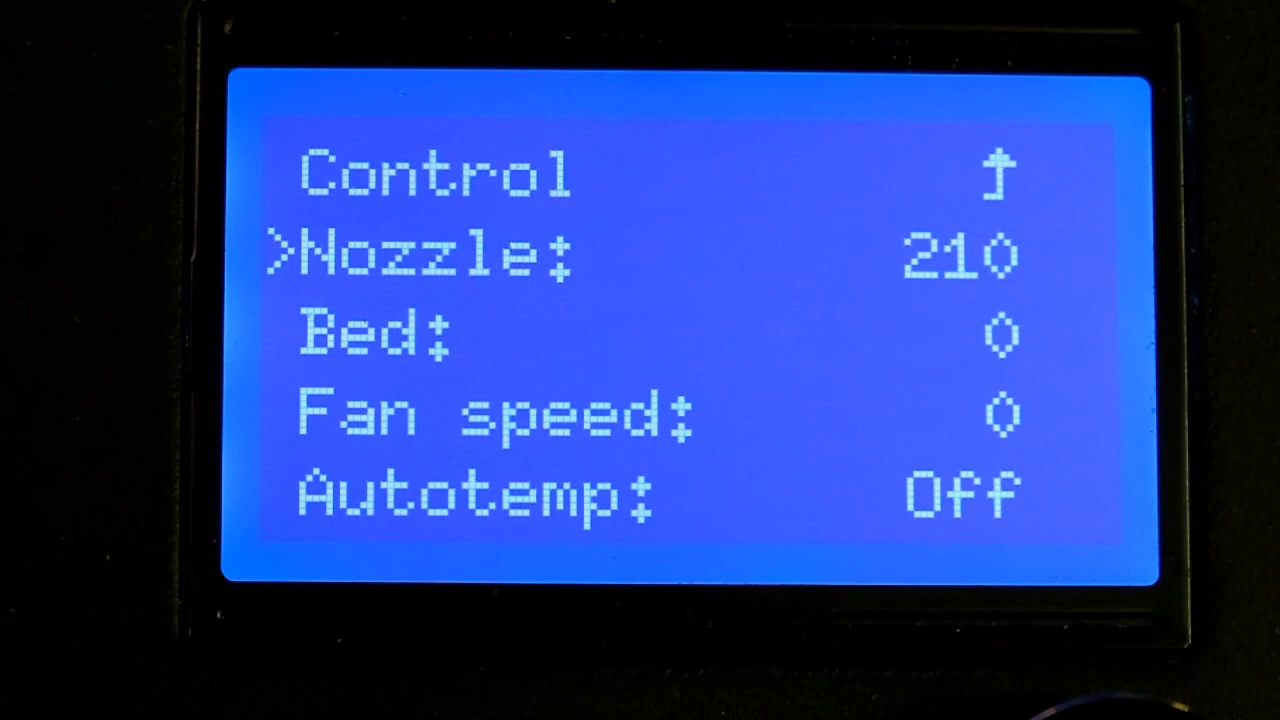 Control ⮥
>Nozzle: 210
Bed: 0
Fan speed: 0
Autotemp: Off